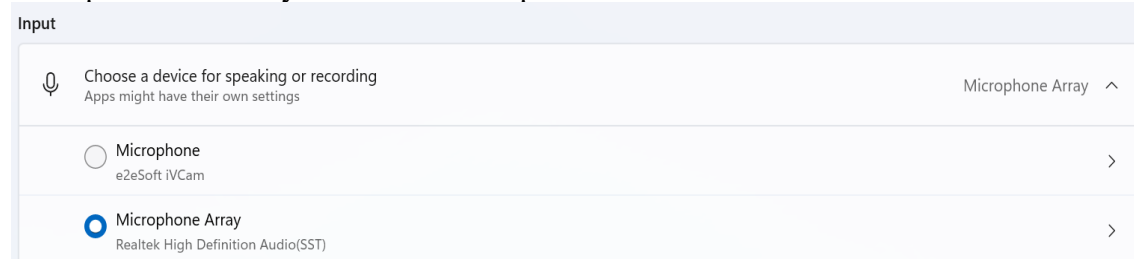 Input
Choose a device for speaking or recording
Apps might have their own settings
Microphone Array
Microphone
e2eSoft iVCam
Microphone Array
Realtek High Definition Audio(SST)